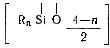 [ Rₙ Si O (4-n)/2 ]